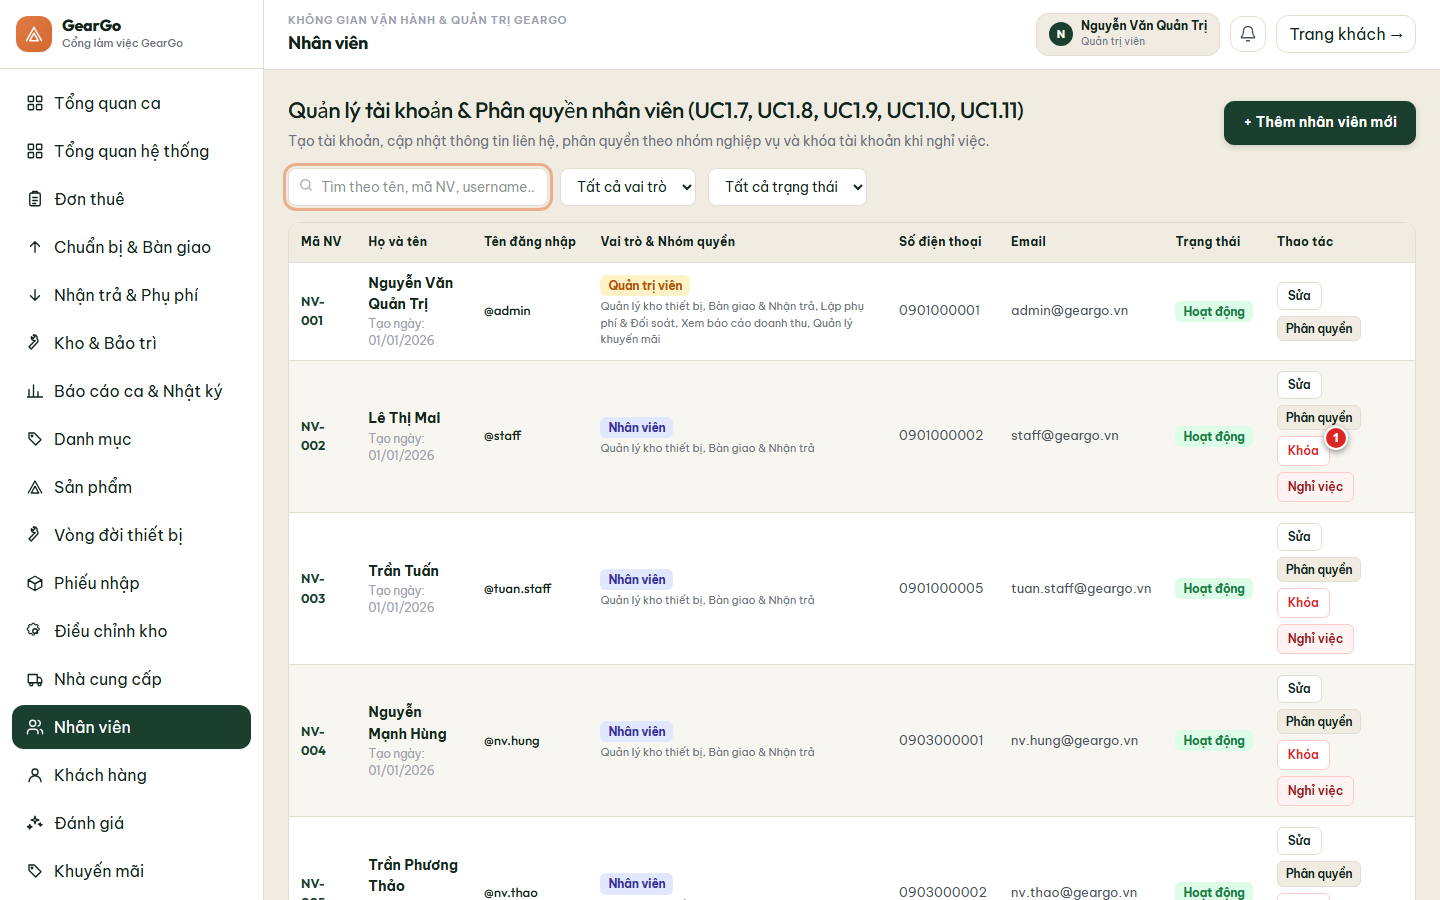 GearGo
Cổng làm việc GearGo
KHÔNG GIAN VẬN HÀNH & QUẢN TRỊ GEARGO
Nhân viên
N
Nguyễn Văn Quản Trị
Quản trị viên
Trang khách →
Tổng quan ca
Tổng quan hệ thống
Đơn thuê
Chuẩn bị & Bàn giao
Nhận trả & Phụ phí
Kho & Bảo trì
Báo cáo ca & Nhật ký
Danh mục
Sản phẩm
Vòng đời thiết bị
Phiếu nhập
Điều chỉnh kho
Nhà cung cấp
Nhân viên
Khách hàng
Đánh giá
Khuyến mãi
Quản lý tài khoản & Phân quyền nhân viên (UC1.7, UC1.8, UC1.9, UC1.10, UC1.11)
Tạo tài khoản, cập nhật thông tin liên hệ, phân quyền theo nhóm nghiệp vụ và khóa tài khoản khi nghỉ việc.
+ Thêm nhân viên mới
Tìm theo tên, mã NV, username..
Tất cả vai trò
Tất cả trạng thái
Mã NV Họ và tên Tên đăng nhập Vai trò & Nhóm quyền Số điện thoại Email Trạng thái Thao tác
NV-
001
Nguyễn Văn
Quản Trị
Tạo ngày:
01/01/2026
@admin
Quản trị viên
Quản lý kho thiết bị, Bàn giao & Nhận trả, Lập phụ
phí & Đối soát, Xem báo cáo doanh thu, Quản lý
khuyến mãi
0901000001
admin@geargo.vn
Hoạt động
Sửa
Phân quyền
NV-
002
Lê Thị Mai
Tạo ngày:
01/01/2026
@staff
Nhân viên
Quản lý kho thiết bị, Bàn giao & Nhận trả
0901000002
staff@geargo.vn
Hoạt động
Sửa
Phân quyền
1
Khóa
Nghỉ việc
NV-
003
Trần Tuấn
Tạo ngày:
01/01/2026
@tuan.staff
Nhân viên
Quản lý kho thiết bị, Bàn giao & Nhận trả
0901000005
tuan.staff@geargo.vn
Hoạt động
Sửa
Phân quyền
Khóa
Nghỉ việc
NV-
004
Nguyễn
Mạnh Hùng
Tạo ngày:
01/01/2026
@nv.hung
Nhân viên
Quản lý kho thiết bị, Bàn giao & Nhận trả
0903000001
nv.hung@geargo.vn
Hoạt động
Sửa
Phân quyền
Khóa
Nghỉ việc
NV-
Trần Phương
Thảo
@nv.thao
Nhân viên
0903000002
nv.thao@geargo.vn
Hoạt động
Sửa
Phân quyền